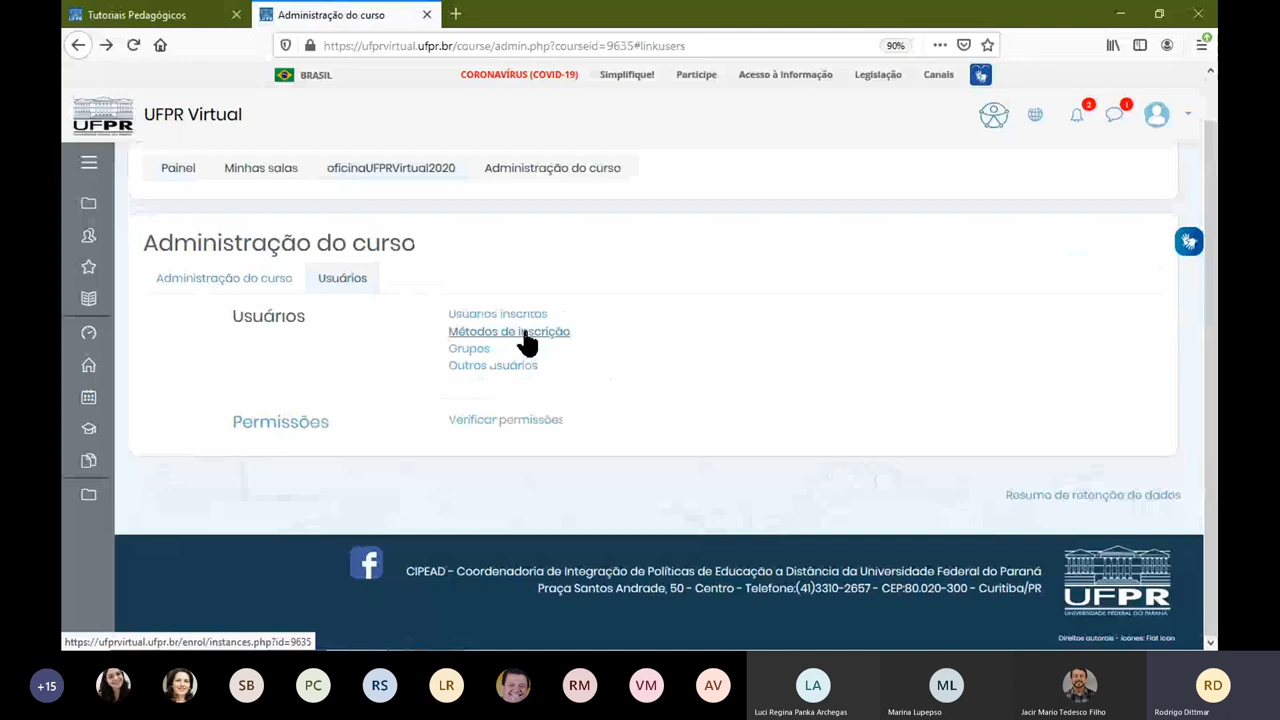 Tutoriais Pedagógicos
Administração do curso
https://ufprvirtual.ufpr.br/course/admin.php?courseid=9635#linkusers
90%
BRASIL
CORONAVÍRUS (COVID-19)
Simplifique!
Participe
Acesso à Informação
Legislação
Canais
UFPR
UFPR Virtual
2
1
Painel
Minhas salas
oficinaUFPRVirtual2020
Administração do curso
Administração do curso
Administração do curso
Usuários
Usuários
Usuários inscritos
Métodos de inscrição
Grupos
Outros usuários
Permissões
Verificar permissões
Resumo de retenção de dados
CIPEAD - Coordenadoria de Integração de Políticas de Educação a Distância da Universidade Federal do Paraná
Praça Santos Andrade, 50 - Centro - Telefone:(41)3310-2657 - CEP:80.020-300 - Curitiba/PR
UFPR
UNIVERSIDADE FEDERAL DO PARANÁ
Direitos autorais - ícones: Flat Icon
https://ufprvirtual.ufpr.br/enrol/instances.php?id=9635
+15
SB
PC
RS
LR
RM
VM
AV
LA
Luci Regina Panka Archegas
ML
Marina Lupepso
Jacir Mario Tedesco Filho
RD
Rodrigo Dittmar